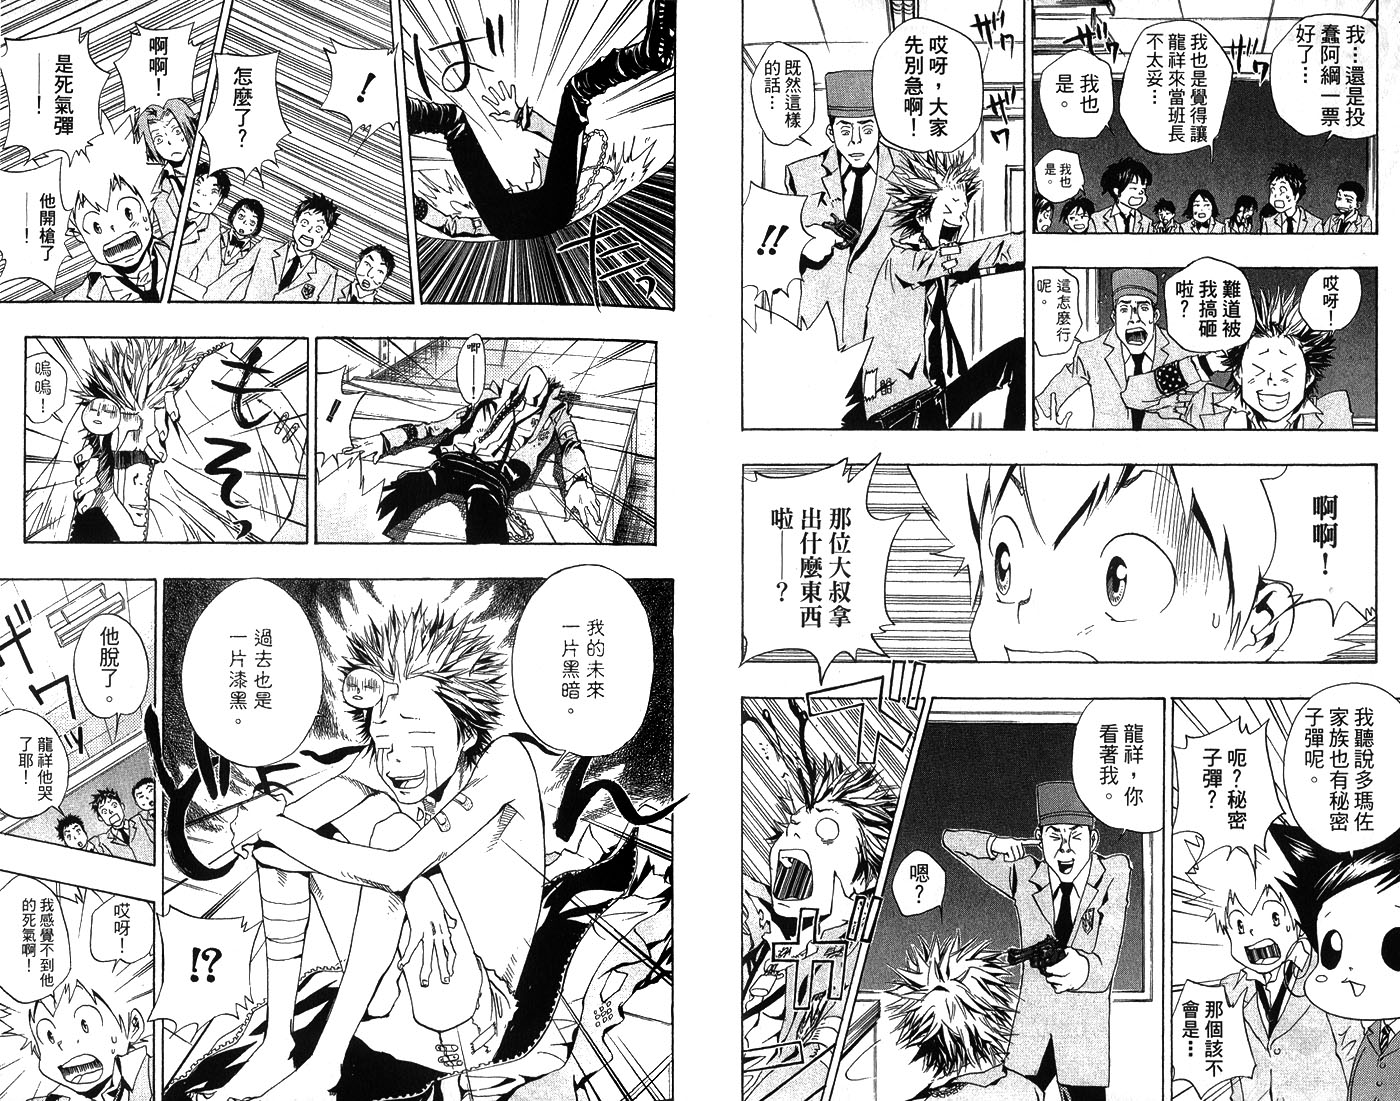 我…還是投
蠢阿綱一票
好了…
我也是覺得讓
龍祥來當班長
不太妥…
我也
是。
我也
是。
哎呀，大家
先別急啊！
既然這樣
的話…
!!
哎呀！
難道被
我搞砸
啦？
這怎麼行
呢。
啊啊！
那位大叔拿
出什麼東西
啦——？
我聽說多瑪佐
家族也有秘密
子彈呢。
呃？秘密
子彈？
那個該不
會是…
龍祥，你
看著我。
嗯？
ズガン!!
！
怎麼了？
啊啊！
是死氣彈
——！
他開槍了
——！
唧！
！
嗚嗚！
もそっ
我的未來
一片黑暗。
過去也是
一片漆黑。
!?
他脫了。
龍祥他哭
了耶！
哎呀！
我感覺不到他
的死氣啊！